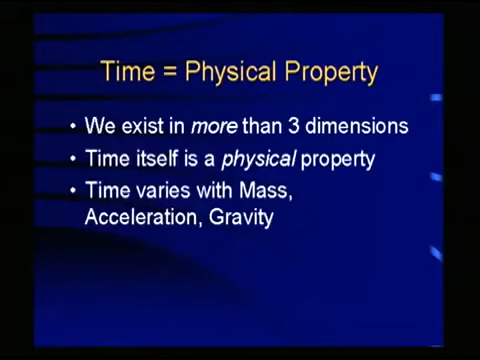 Time = Physical Property
• We exist in more than 3 dimensions
• Time itself is a physical property
• Time varies with Mass,
Acceleration, Gravity